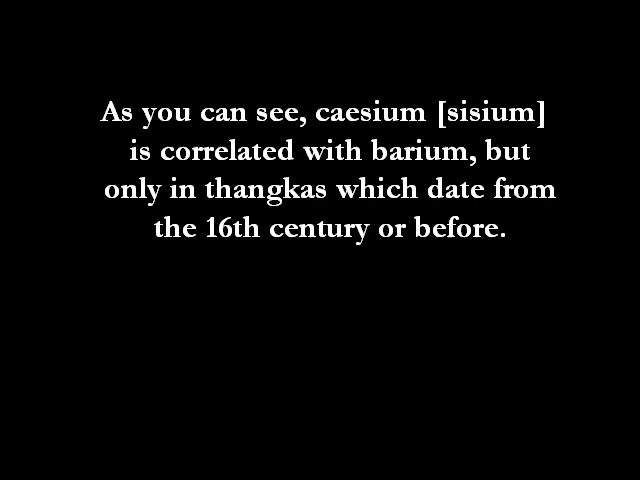 As you can see, caesium [sisium]
is correlated with barium, but
only in thangkas which date from
the 16th century or before.